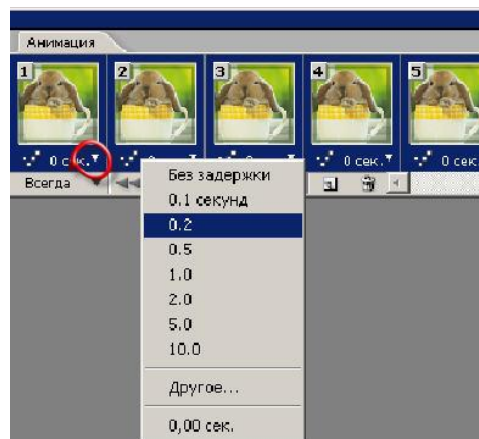 Анимация
1 2 3 4 5
0 сек. 0 сек. 0 сек.
Всегда
Без задержки
0.1 секунд
0.2
0.5
1.0
2.0
5.0
10.0
Другое...
0,00 сек.